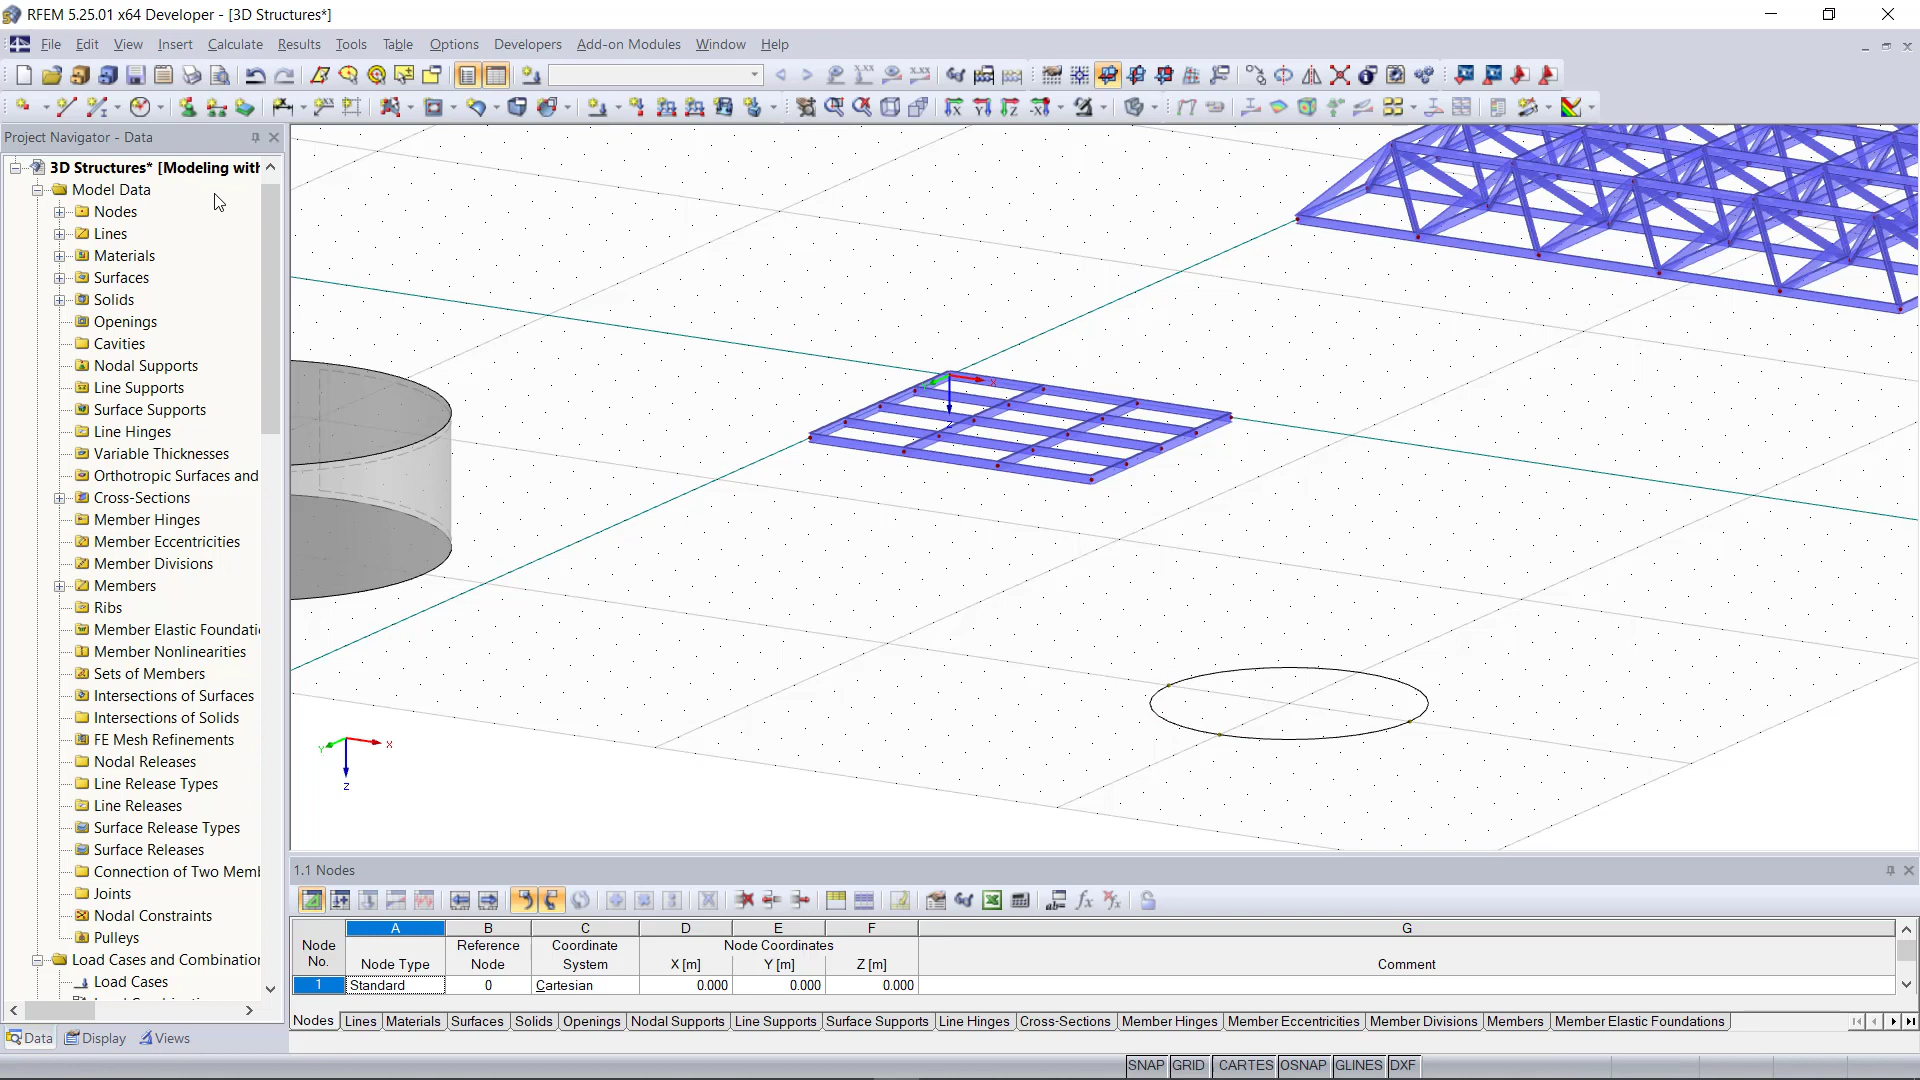 RFEM 5.25.01 x64 Developer - [3D Structures*]
File Edit View Insert Calculate Results Tools Table Options Developers Add-on Modules Window Help
Project Navigator - Data
3D Structures* [Modeling with
Model Data
Nodes
Lines
Materials
Surfaces
Solids
Openings
Cavities
Nodal Supports
Line Supports
Surface Supports
Line Hinges
Variable Thicknesses
Orthotropic Surfaces and
Cross-Sections
Member Hinges
Member Eccentricities
Member Divisions
Members
Ribs
Member Elastic Foundati
Member Nonlinearities
Sets of Members
Intersections of Surfaces
Intersections of Solids
FE Mesh Refinements
Nodal Releases
Line Release Types
Line Releases
Surface Release Types
Surface Releases
Connection of Two Memb
Joints
Nodal Constraints
Pulleys
Load Cases and Combination
Load Cases
Data Display Views
X
Y X
Z
1.1 Nodes
A B C D E F G
Node No. Node Type Reference Node Coordinate System Node Coordinates X [m] Y [m] Z [m] Comment
1 Standard 0 Cartesian 0.000 0.000 0.000
Nodes Lines Materials Surfaces Solids Openings Nodal Supports Line Supports Surface Supports Line Hinges Cross-Sections Member Hinges Member Eccentricities Member Divisions Members Member Elastic Foundations
SNAP GRID CARTES OSNAP GLINES DXF